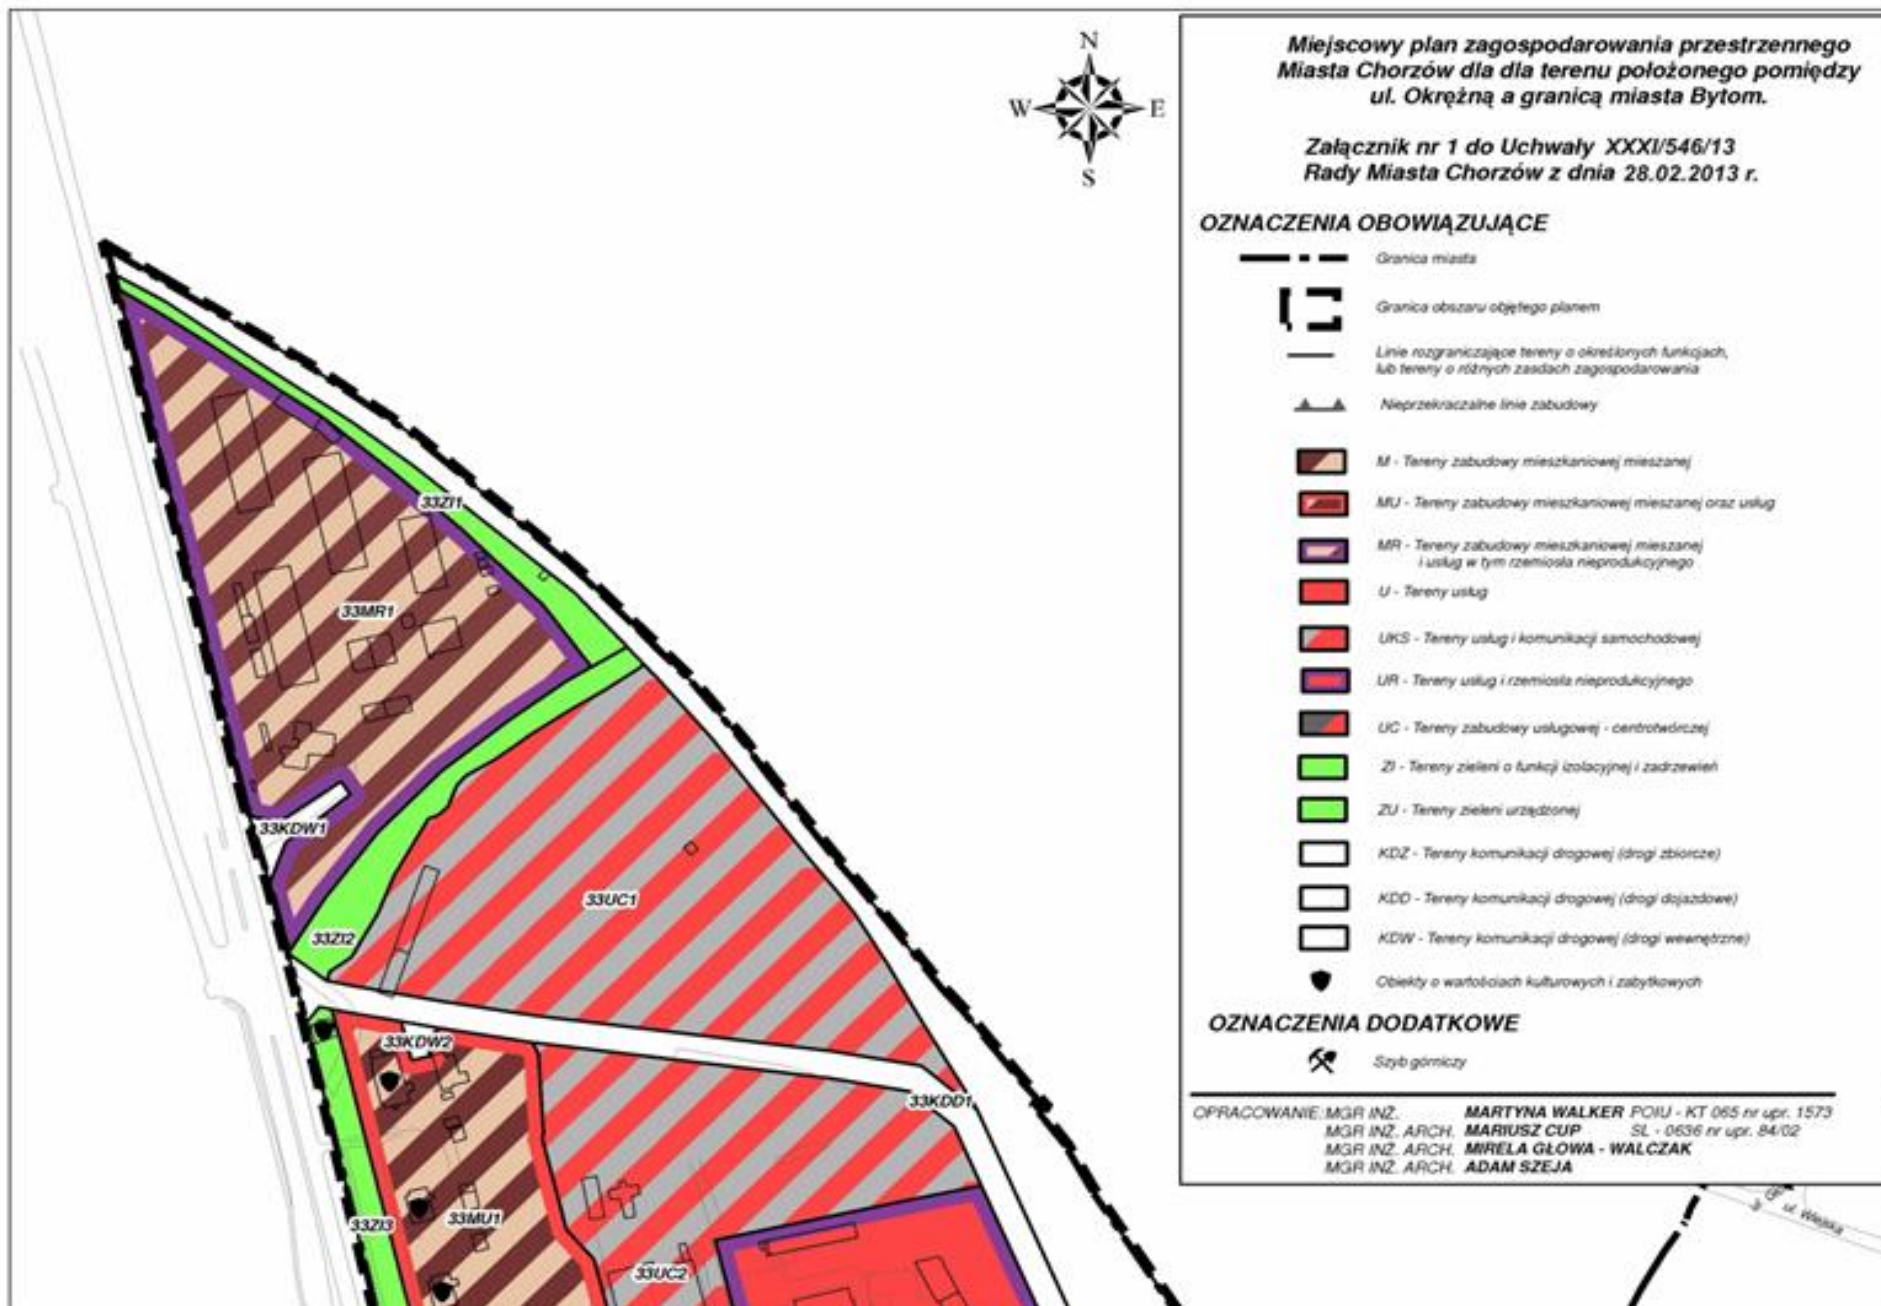 N
W
E
S
Miejscowy plan zagospodarowania przestrzennego
Miasta Chorzów dla dla terenu położonego pomiędzy
ul. Okrężną a granicą miasta Bytom.
Załącznik nr 1 do Uchwały XXXI/546/13
Rady Miasta Chorzów z dnia 28.02.2013 r.
OZNACZENIA OBOWIĄZUJĄCE
Granica miasta
Granica obszaru objętego planem
Linie rozgraniczające tereny o określonych funkcjach,
lub tereny o różnych zasdach zagospodarowania
Nieprzekraczalne linie zabudowy
M - Tereny zabudowy mieszkaniowej mieszanej
MU - Tereny zabudowy mieszkaniowej mieszanej oraz usług
MR - Tereny zabudowy mieszkaniowej mieszanej
i usług w tym rzemiosła nieprodukcyjnego
U - Tereny usług
UKS - Tereny usług i komunikacji samochodowej
UR - Tereny usług i rzemiosła nieprodukcyjnego
UC - Tereny zabudowy usługowej - centrotwórczej
ZI - Tereny zieleni o funkcji izolacyjnej i zadrzewień
ZU - Tereny zieleni urządzonej
KDZ - Tereny komunikacji drogowej (drogi zbiorcze)
KDD - Tereny komunikacji drogowej (drogi dojazdowe)
KDW - Tereny komunikacji drogowej (drogi wewnętrzne)
Obiekty o wartościach kulturowych i zabytkowych
OZNACZENIA DODATKOWE
Szyb górniczy
OPRACOWANIE: MGR INŻ. MARTYNA WALKER POIU - KT 065 nr upr. 1573
MGR INŻ. ARCH. MARIUSZ CUP SL - 0636 nr upr. 84/02
MGR INŻ. ARCH. MIRELA GŁOWA - WALCZAK
MGR INŻ. ARCH. ADAM SZEJA
33ZI1
33MR1
33KDW1
33UC1
33ZI2
33KDW2
33KDD1
33ZI3
33MU1
33UC2
ul. Wiejska